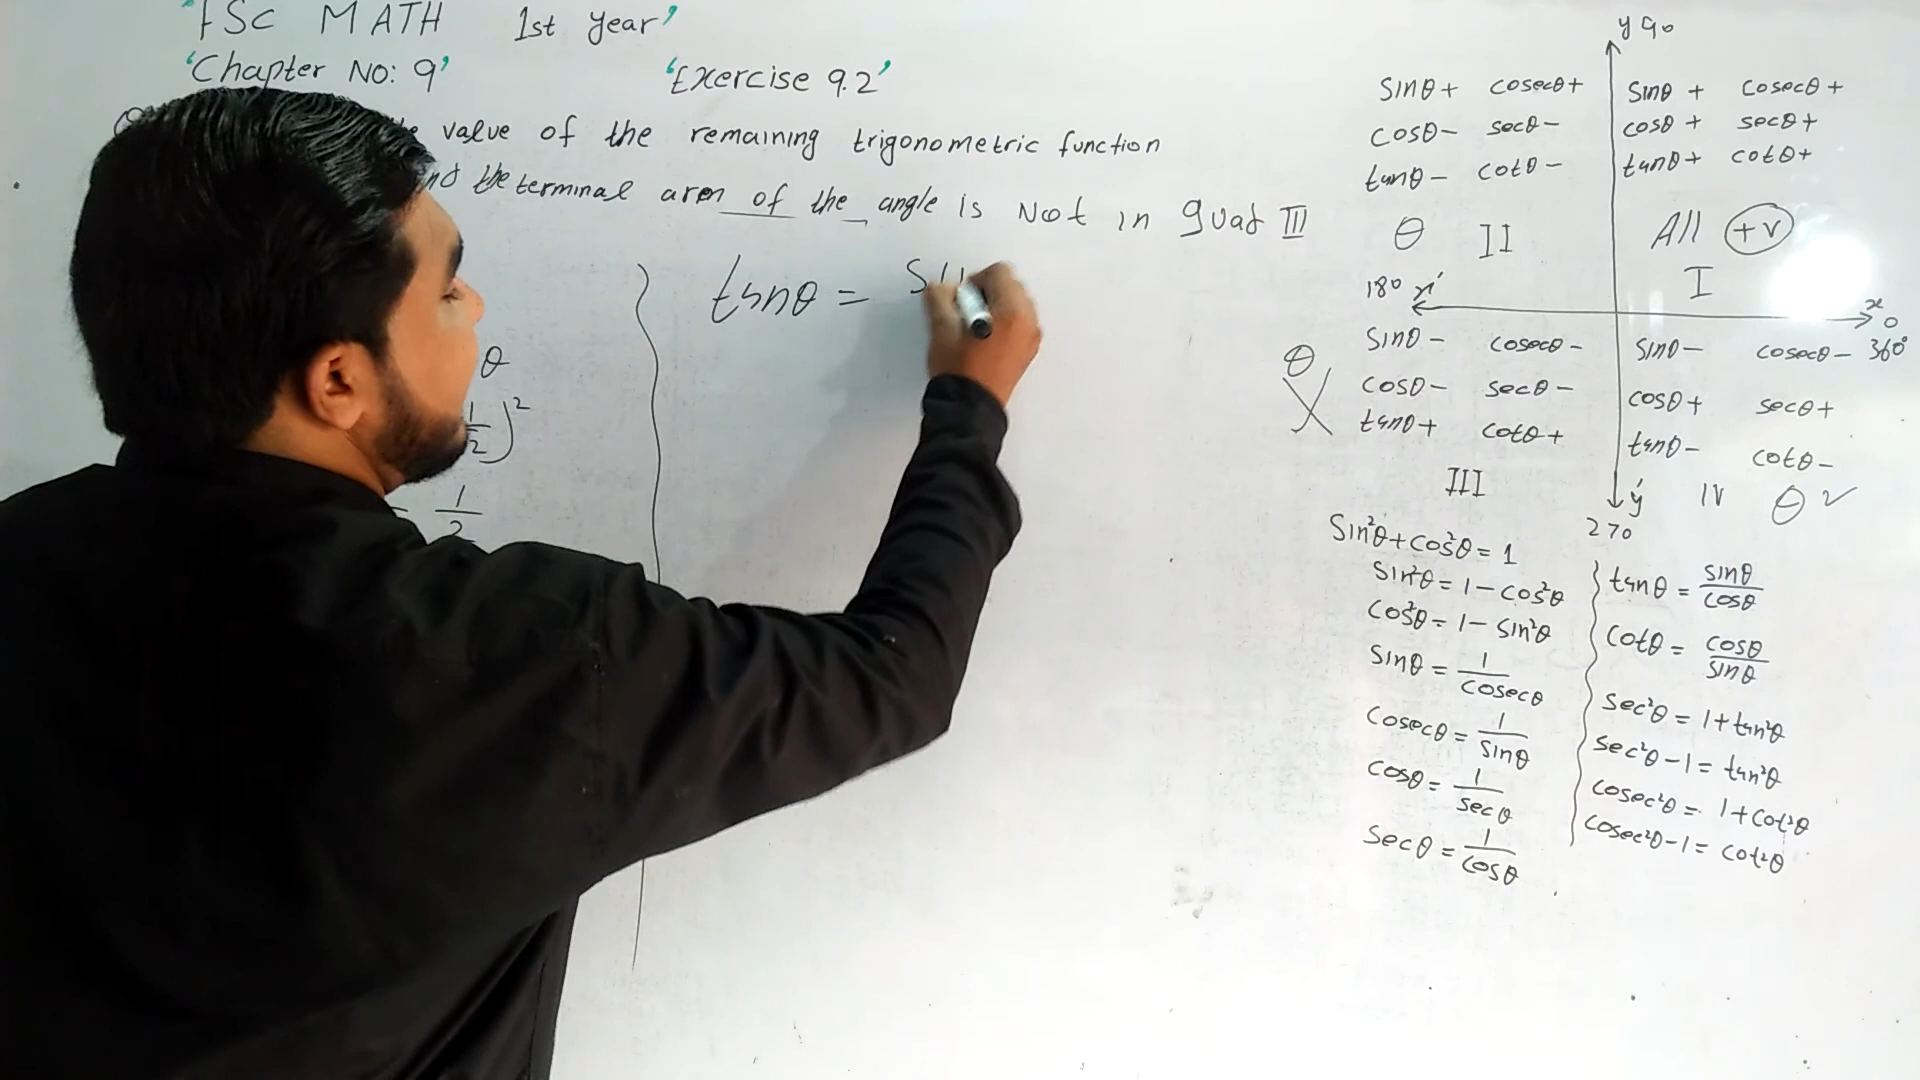 FSC MATH 1st year’
‘Chapter NO: 9’ ‘Exercise 9.2’
value of the remaining trigonometric function
the terminal of the angle is Noot in quad III
tanθ =
θ
1/2)²
1/2
y 90
Sinθ + cosecθ +
cosθ - secθ -
tanθ - cotθ -
θ II
180 x́
Sinθ + Cosecθ +
cosθ + secθ +
tanθ + cotθ +
All +v
I
x 0
360°
Sinθ - cosecθ -
cosθ - secθ -
tanθ + cotθ +
θ
III
Sinθ - cosecθ -
cosθ + secθ +
tanθ - cotθ -
ý IV θ
270
Sin²θ + cos²θ = 1
Sin²θ = 1 - cos²θ
Cos²θ = 1 - sin²θ
Sinθ = 1/cosecθ
Cosecθ = 1/sinθ
Cosθ = 1/secθ
Secθ = 1/cosθ
tanθ = sinθ/cosθ
Cotθ = cosθ/sinθ
Sec²θ = 1 + tan²θ
Sec²θ - 1 = tan²θ
Cosec²θ = 1 + cot²θ
Cosec²θ - 1 = cot²θ